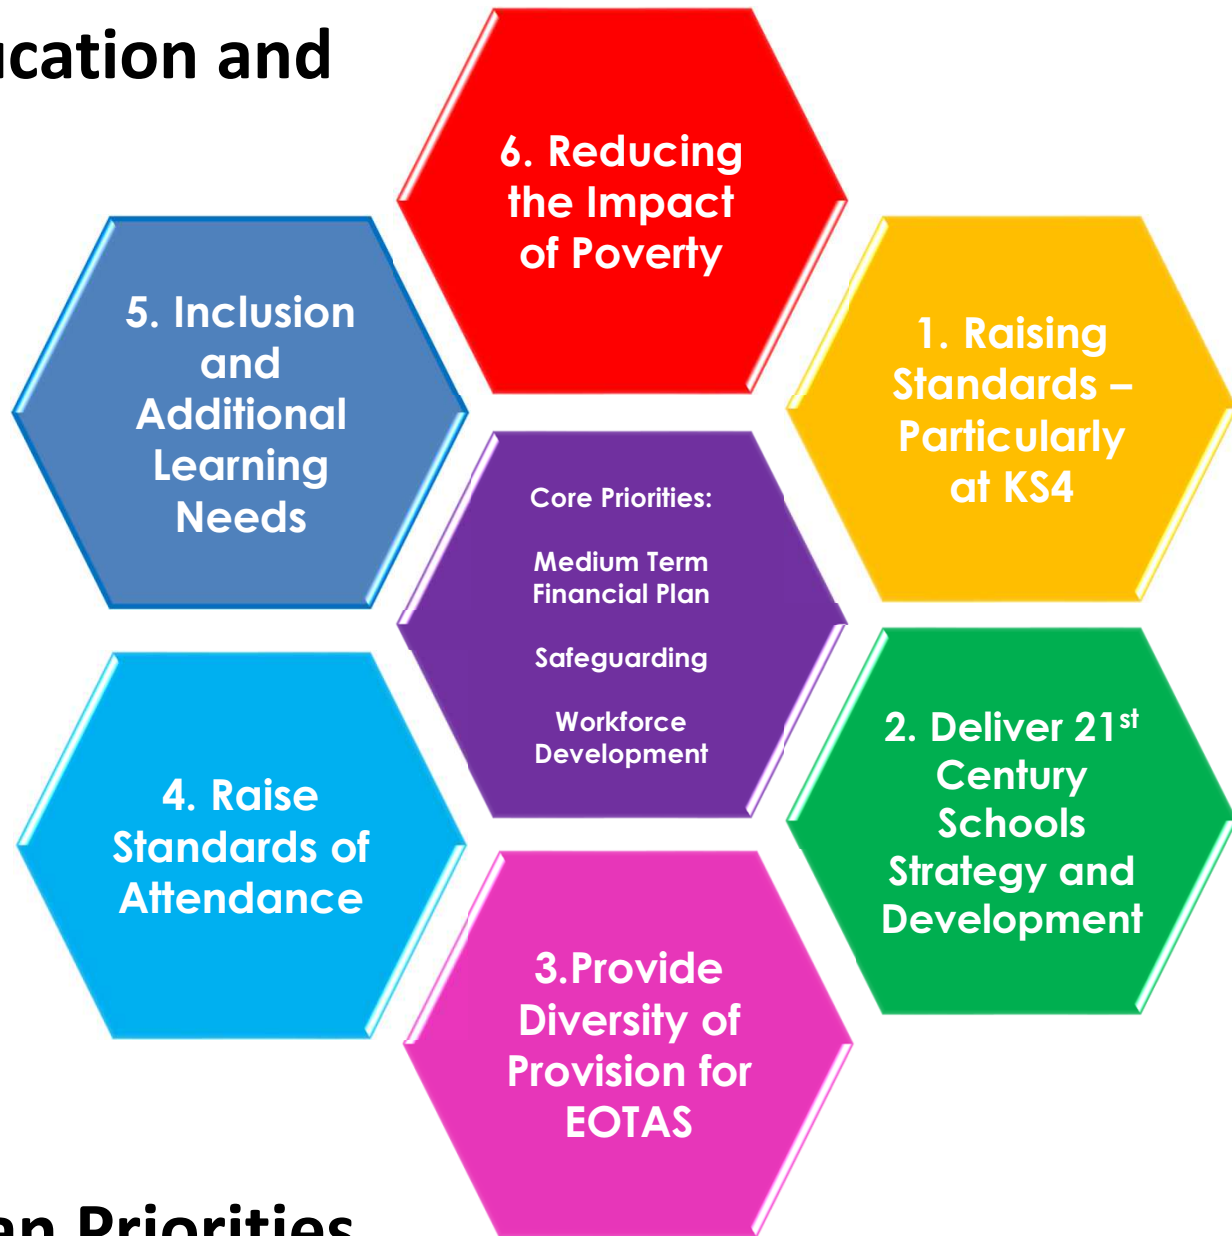 ucation and
6. Reducing
the Impact
of Poverty
5. Inclusion
and
Additional
Learning
Needs
1. Raising
Standards –
Particularly
at KS4
Core Priorities:
Medium Term
Financial Plan
Safeguarding
Workforce
Development
2. Deliver 21st
Century
Schools
Strategy and
Development
4. Raise
Standards of
Attendance
3.Provide
Diversity of
Provision for
EOTAS
an Priorities